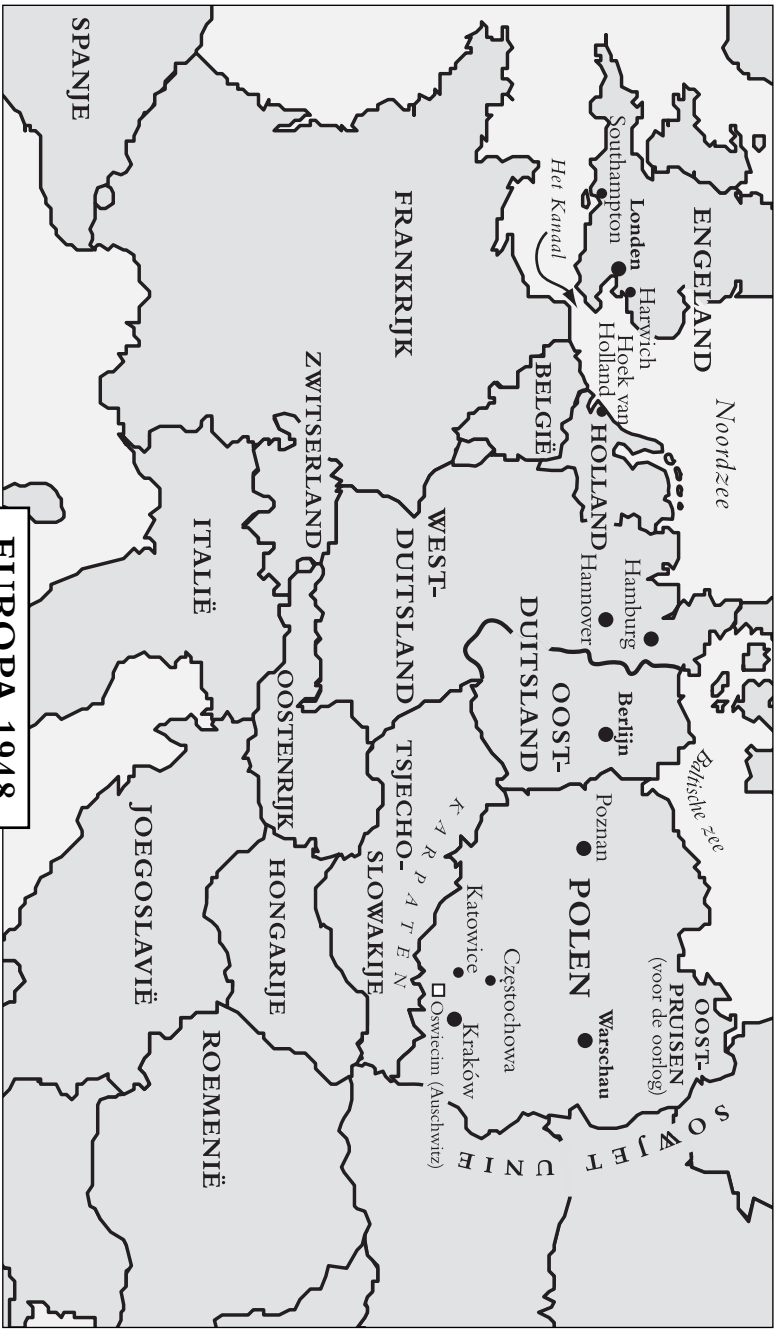 ENGELAND
Noordzee
Southampton
Londen
Harwich
Hoek van
Holland
Het Kanaal
HOLLAND
BELGIË
Hamburg
Hannover
Berlijn
Baltische zee
OOST-
PRUISEN
(voor de oorlog)
SOWJET UNIE
OOST-
DUITSLAND
WEST-
DUITSLAND
Poznan
POLEN
Warschau
Częstochowa
Katowice
Kraków
Oswiecim (Auschwitz)
KARPATEN
TSJECHO-
SLOWAKIJE
FRANKRIJK
ZWITSERLAND
OOSTENRIJK
HONGARIJE
ITALIË
JOEGOSLAVIË
ROEMENIË
SPANJE
EUROPA 1948